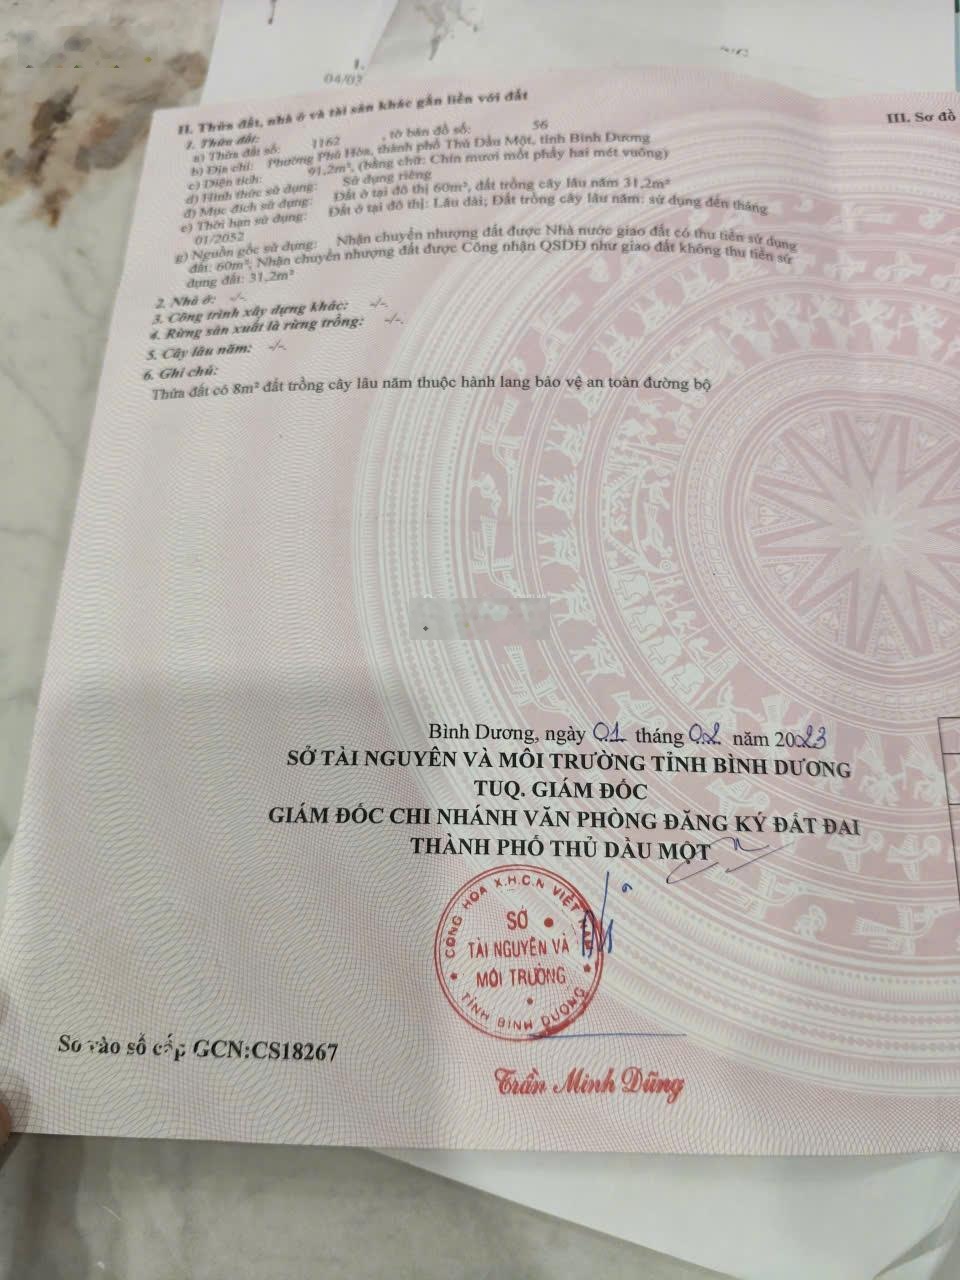 04/02
II. Thửa đất, nhà ở và tài sản khác gắn liền với đất
III. Sơ đồ
1. Thửa đất:
a) Thửa đất số: 1162 , tờ bản đồ số: 56
b) Địa chỉ: Phường Phú Hòa, thành phố Thủ Dầu Một, tỉnh Bình Dương
c) Diện tích: 91,2m², (bằng chữ: Chín mươi mốt phẩy hai mét vuông)
d) Hình thức sử dụng: Sử dụng riêng
đ) Mục đích sử dụng: Đất ở tại đô thị 60m², đất trồng cây lâu năm 31,2m²
e) Thời hạn sử dụng: Đất ở tại đô thị: Lâu dài; Đất trồng cây lâu năm: sử dụng đến tháng
01/2052
g) Nguồn gốc sử dụng: Nhận chuyển nhượng đất được Nhà nước giao đất có thu tiền sử dụng
đất: 60m²; Nhận chuyển nhượng đất được Công nhận QSDĐ như giao đất không thu tiền sử
dụng đất: 31,2m²
2. Nhà ở: -/-.
3. Công trình xây dựng khác: -/-.
4. Rừng sản xuất là rừng trồng: -/-.
5. Cây lâu năm: -/-.
6. Ghi chú:
Thửa đất có 8m² đất trồng cây lâu năm thuộc hành lang bảo vệ an toàn đường bộ
Bình Dương, ngày 01 tháng 02 năm 2023
SỞ TÀI NGUYÊN VÀ MÔI TRƯỜNG TỈNH BÌNH DƯƠNG
TUQ. GIÁM ĐỐC
GIÁM ĐỐC CHI NHÁNH VĂN PHÒNG ĐĂNG KÝ ĐẤT ĐAI
THÀNH PHỐ THỦ DẦU MỘT
CỘNG HÒA X.H.C.N VIỆT NAM
SỞ
TÀI NGUYÊN VÀ
MÔI TRƯỜNG
TỈNH BÌNH DƯƠNG
Số vào sổ cấp GCN:CS18267
Trần Minh Dũng